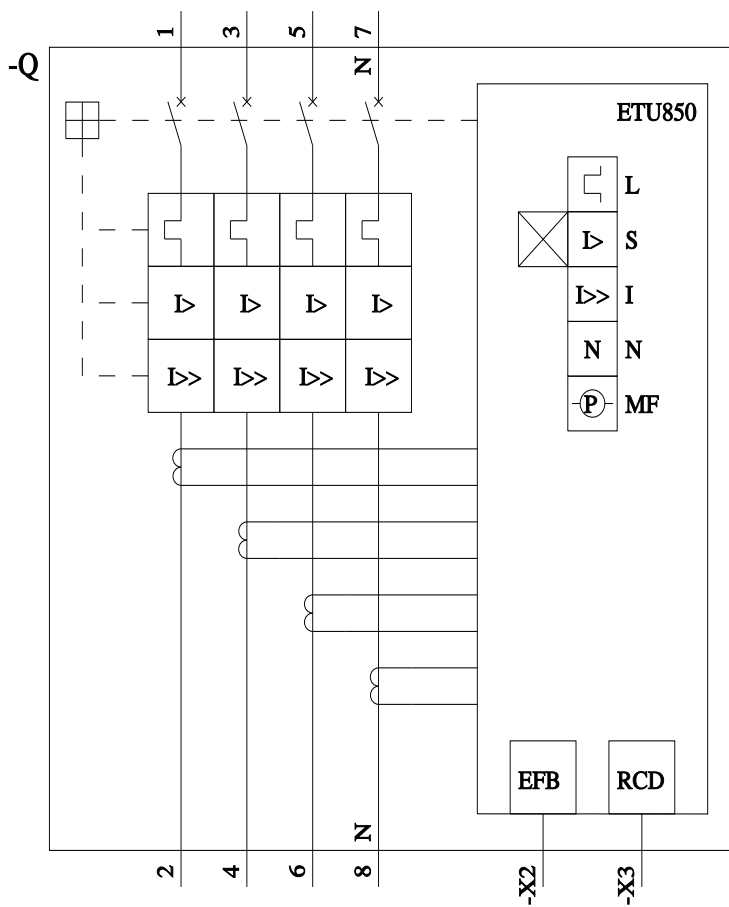 1 3 5 7
N
-Q
ETU850
L
I> I> S
I>> I
N N
P MF
I> I> I> I>
I>> I>> I>> I>>
EFB RCD
N
2 4 6 8
-X2 -X3